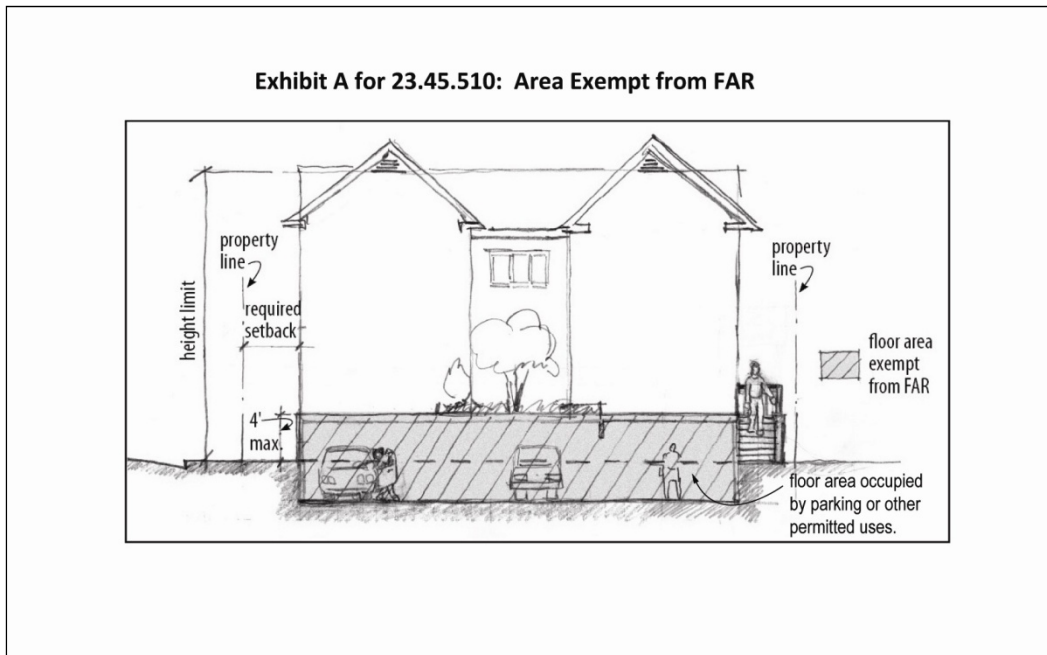 Exhibit A for 23.45.510:  Area Exempt from FAR
property
line
height limit
required
setback
4'
max.
property
line
floor area
exempt
from FAR
floor area occupied
by parking or other
permitted uses.